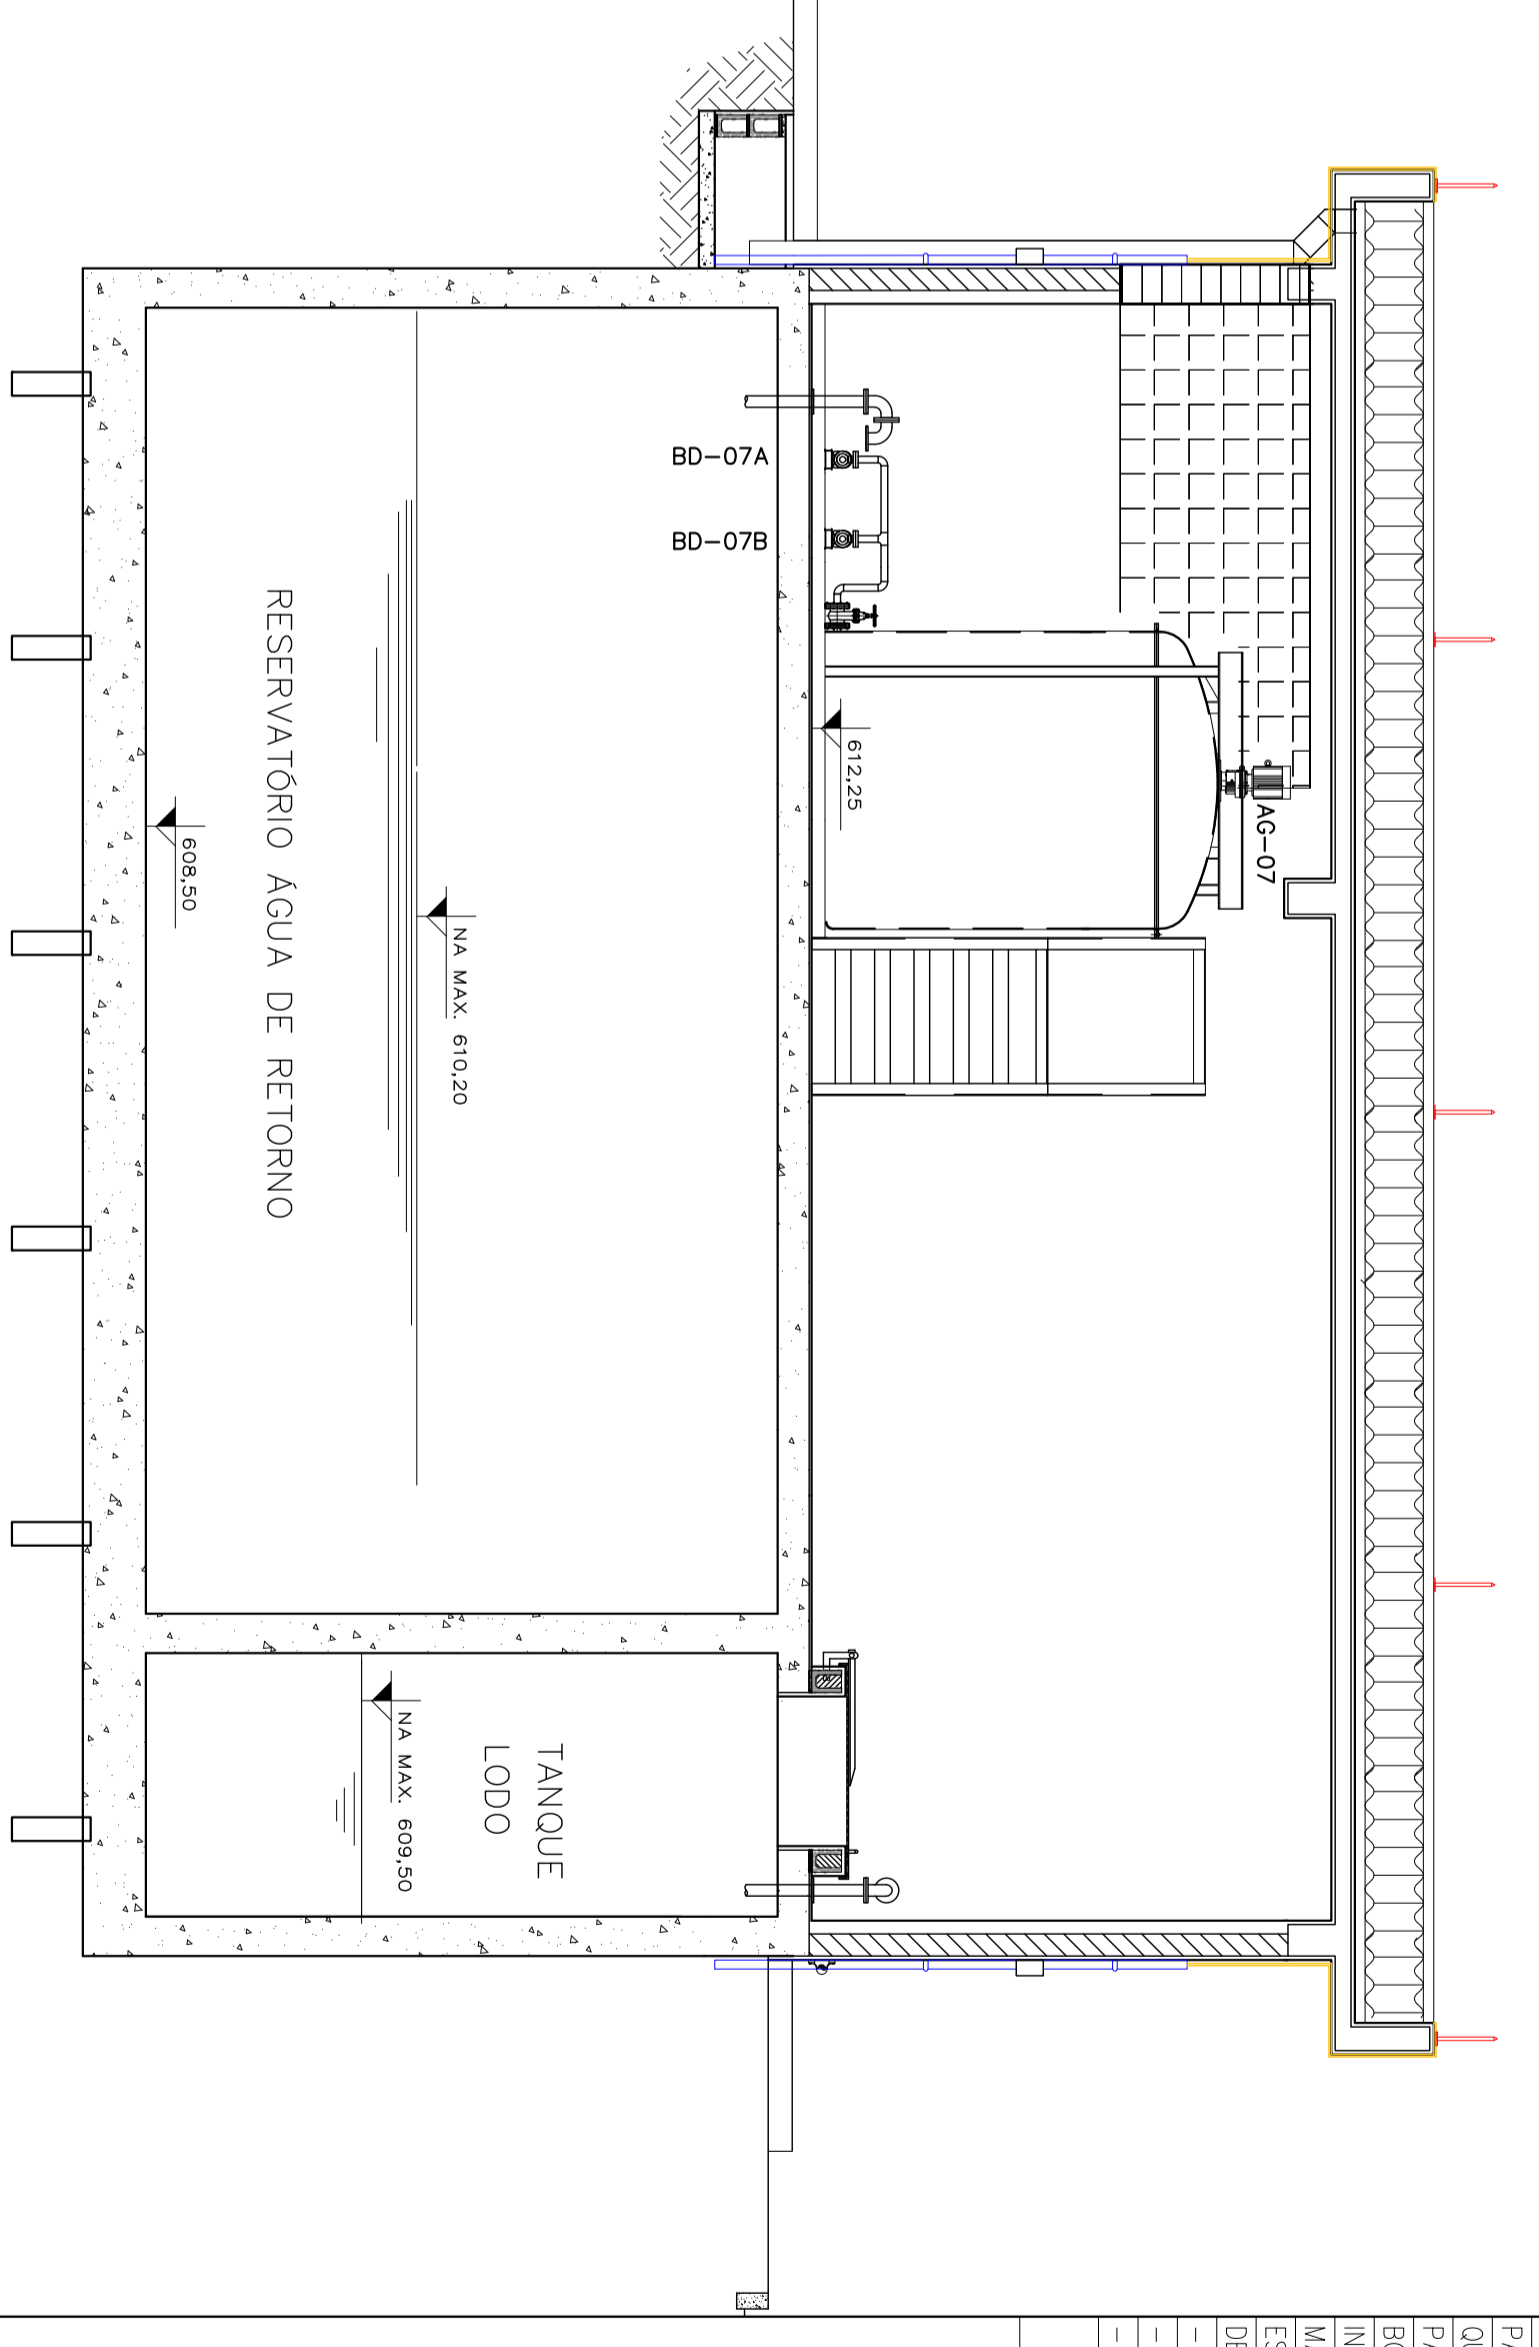 AG-07
612,25
BD-07A
BD-07B
NA MAX. 610,20
RESERVATÓRIO ÁGUA DE RETORNO
608,50
TANQUE
LODO
NA MAX. 609,50